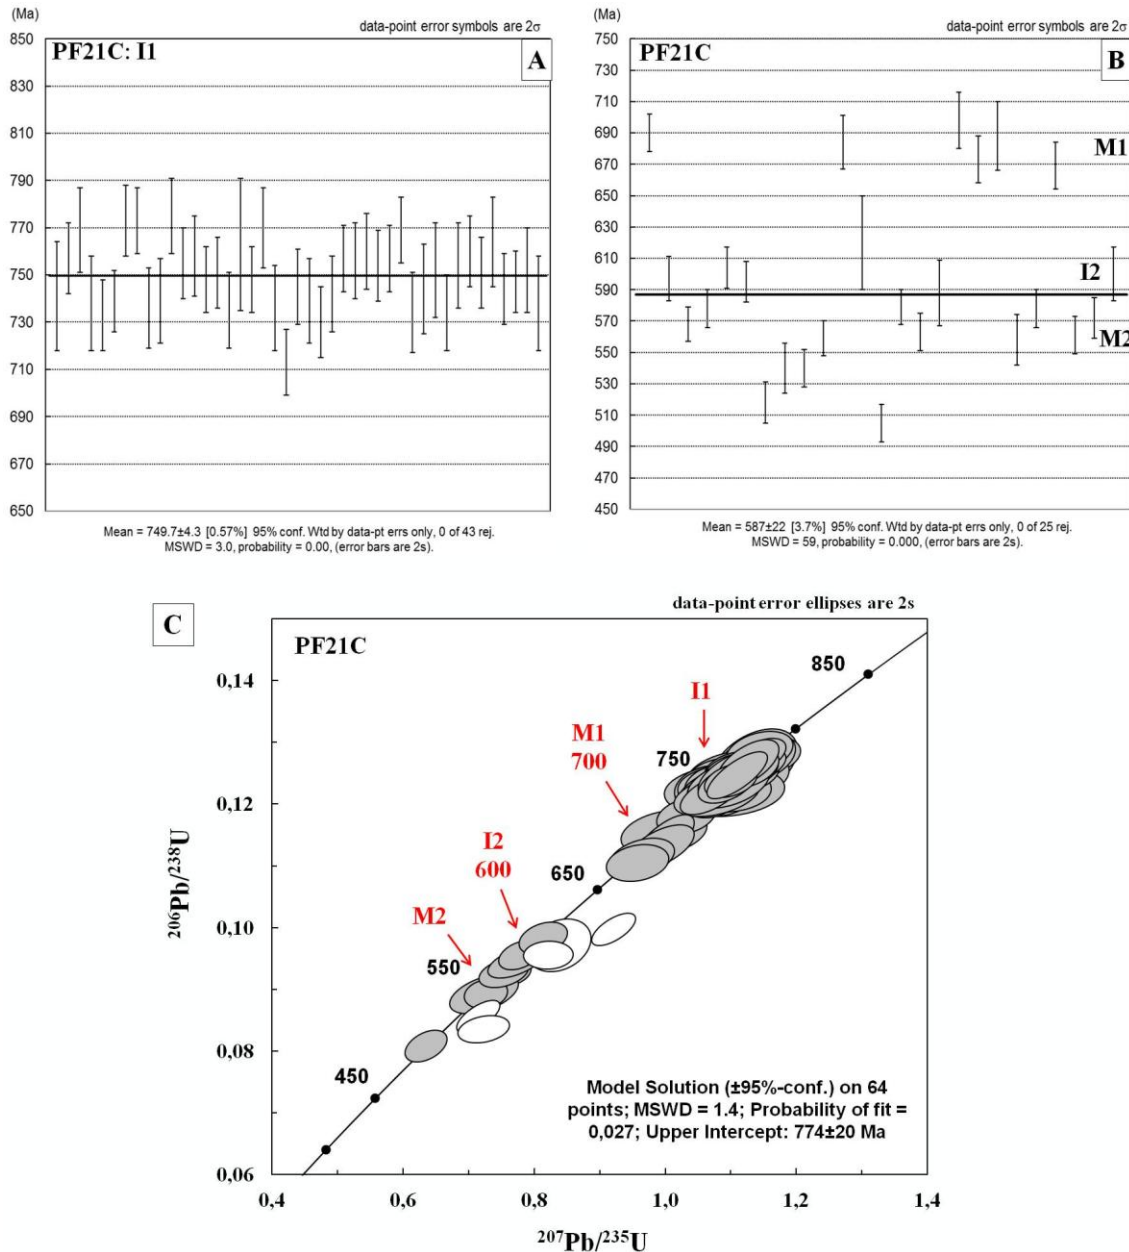 (Ma)
data-point error symbols are 2σ
850
830
810
790
770
750
730
710
690
670
650
PF21C: I1
A
Mean = 749.7±4.3 [0.57%] 95% conf. Wtd by data-pt errs only, 0 of 43 rej.
MSWD = 3.0, probability = 0.00, (error bars are 2s).
(Ma)
data-point error symbols are 2σ
750
730
710
690
670
650
630
610
590
570
550
530
510
490
470
450
PF21C
B
M1
I2
M2
Mean = 587±22 [3.7%] 95% conf. Wtd by data-pt errs only, 0 of 25 rej.
MSWD = 59, probability = 0.000, (error bars are 2s).
C
data-point error ellipses are 2s
PF21C
850
I1
M1
700
750
I2
600
650
M2
550
450
Model Solution (±95%-conf.) on 64
points; MSWD = 1.4; Probability of fit =
0,027; Upper Intercept: 774±20 Ma
0,14
0,12
0,10
0,08
0,06
206Pb/238U
0,4
0,6
0,8
1,0
1,2
1,4
207Pb/235U